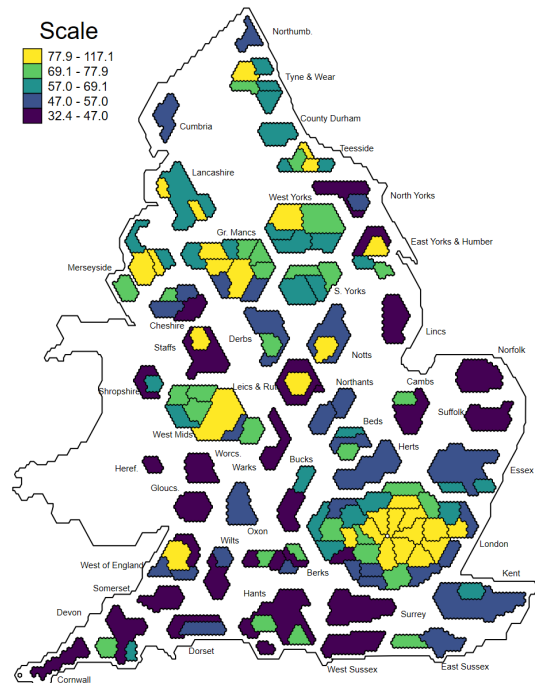 Scale
77.9 - 117.1
69.1 - 77.9
57.0 - 69.1
47.0 - 57.0
32.4 - 47.0
Northumb.
Tyne & Wear
County Durham
Cumbria
Teesside
Lancashire
West Yorks
North Yorks
Gr. Mancs
East Yorks & Humber
Merseyside
S. Yorks
Cheshire
Staffs
Derbs
Notts
Lincs
Norfolk
Shropshire
Leics & Rut
Northants
Cambs
Suffolk
West Mids
Beds
Herts
Worcs.
Warks
Bucks
Essex
Heref.
Gloucs.
Oxon
Wilts
London
West of England
Berks
Kent
Somerset
Hants
Devon
Surrey
Dorset
East Sussex
West Sussex
Cornwall